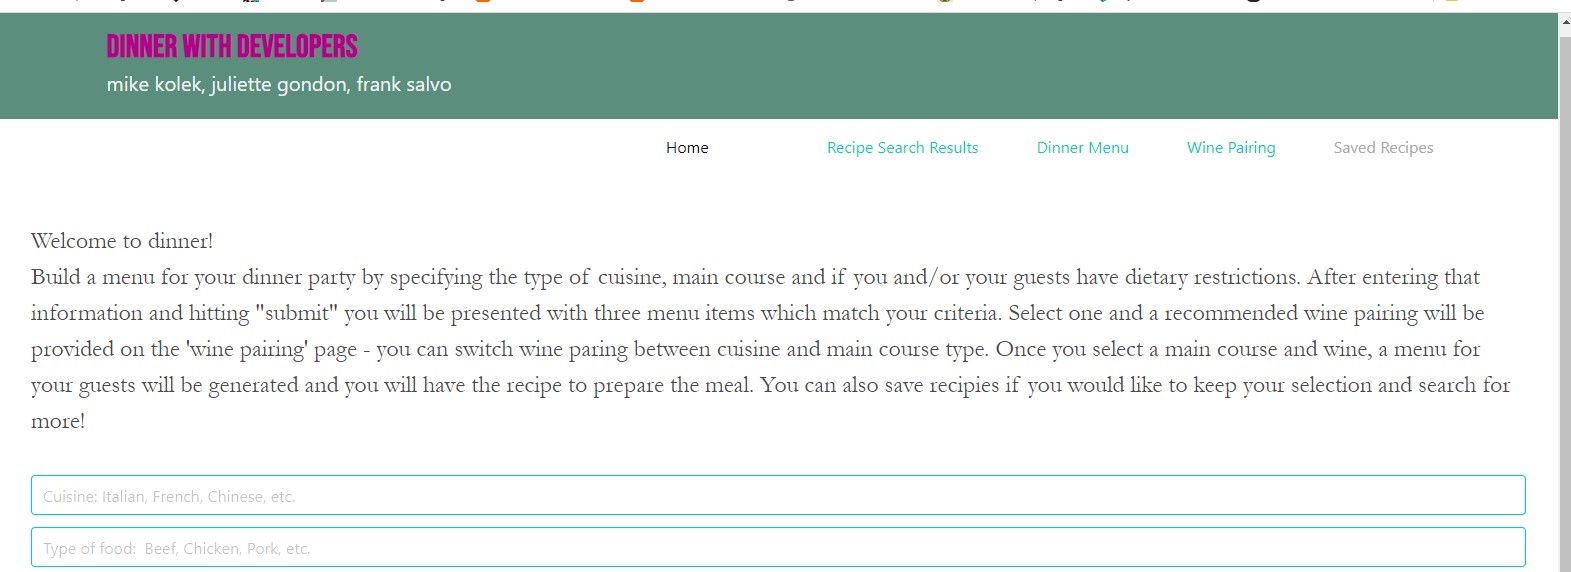 DINNER WITH DEVELOPERS
mike kolek, juliette gondon, frank salvo
Home Recipe Search Results Dinner Menu Wine Pairing Saved Recipes
Welcome to dinner!
Build a menu for your dinner party by specifying the type of cuisine, main course and if you and/or your guests have dietary restrictions. After entering that
information and hitting "submit" you will be presented with three menu items which match your criteria. Select one and a recommended wine pairing will be
provided on the 'wine pairing' page - you can switch wine paring between cuisine and main course type. Once you select a main course and wine, a menu for
your guests will be generated and you will have the recipe to prepare the meal. You can also save recipies if you would like to keep your selection and search for
more!
Cuisine: Italian, French, Chinese, etc.
Type of food:  Beef, Chicken, Pork, etc.